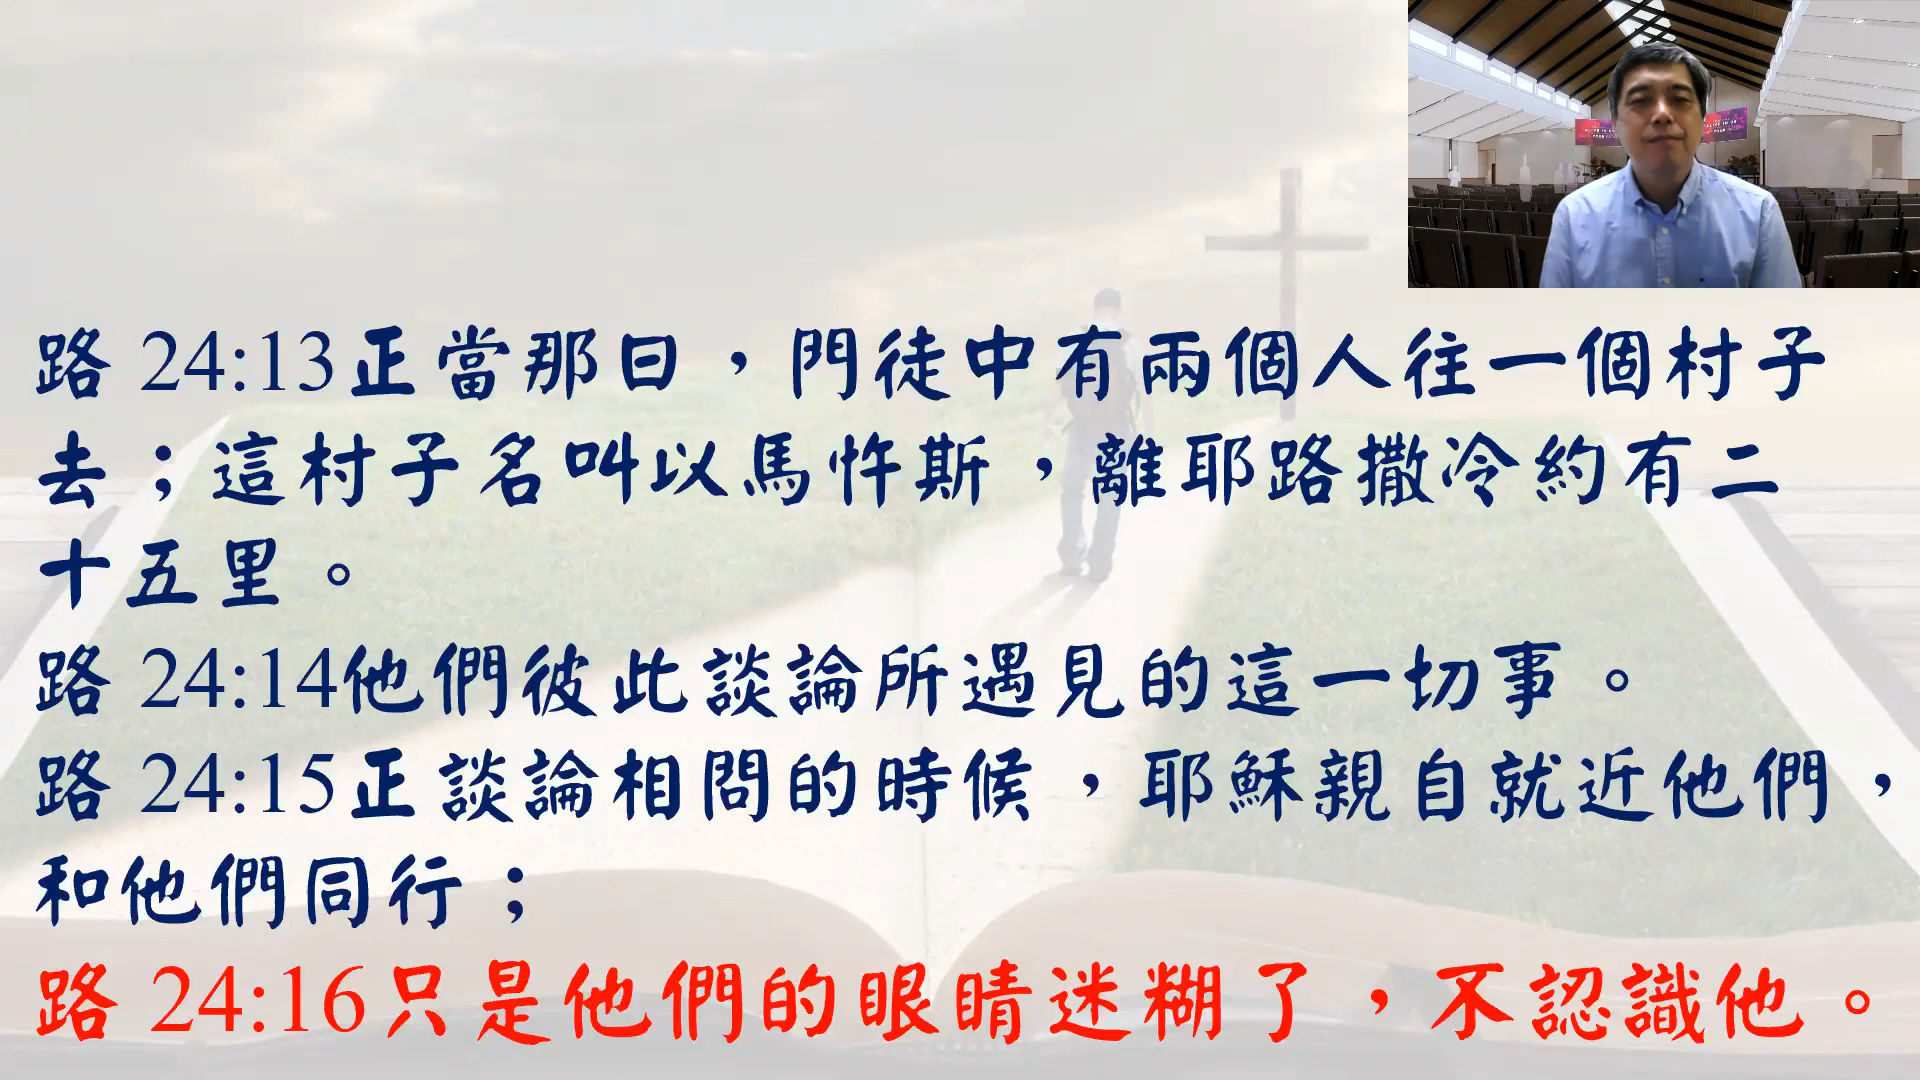 ALIVE IN US
路 24:13正當那日，門徒中有兩個人往一個村子
去；這村子名叫以馬忤斯，離耶路撒冷約有二
十五里。
路 24:14他們彼此談論所遇見的這一切事。
路 24:15正談論相問的時候，耶穌親自就近他們，
和他們同行；
路 24:16只是他們的眼睛迷糊了，不認識他。